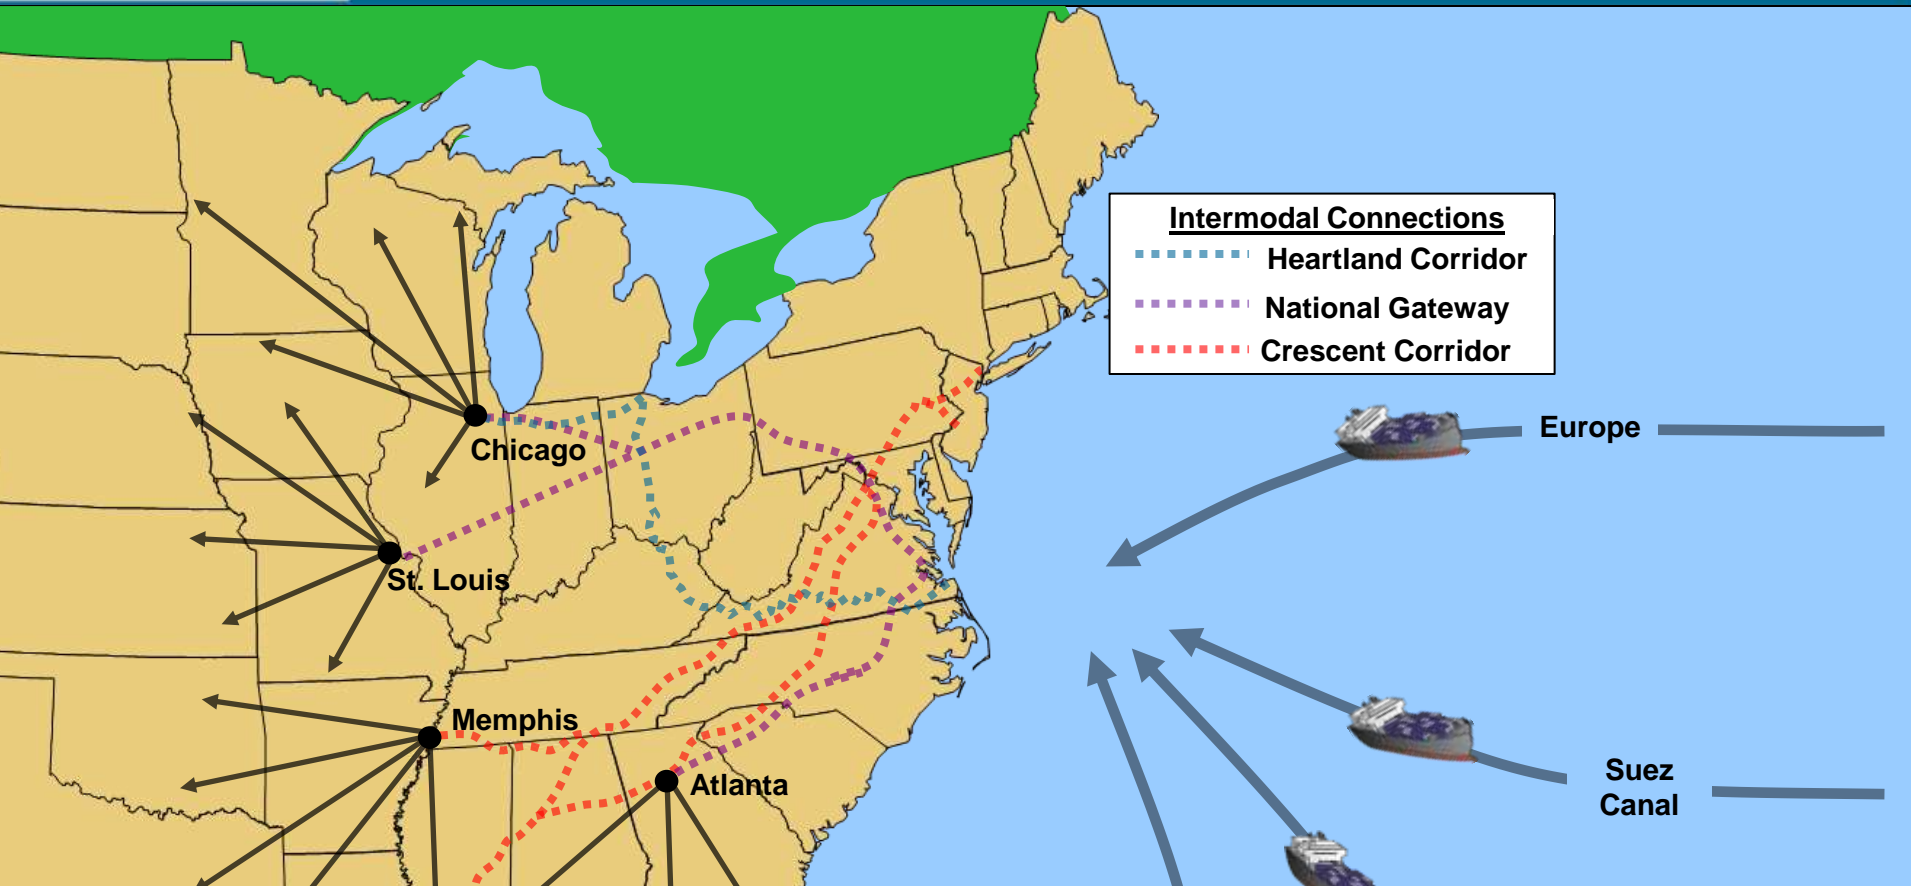 Intermodal Connections
Heartland Corridor
National Gateway
Crescent Corridor
Europe
Chicago
St. Louis
Memphis
Atlanta
Suez
Canal